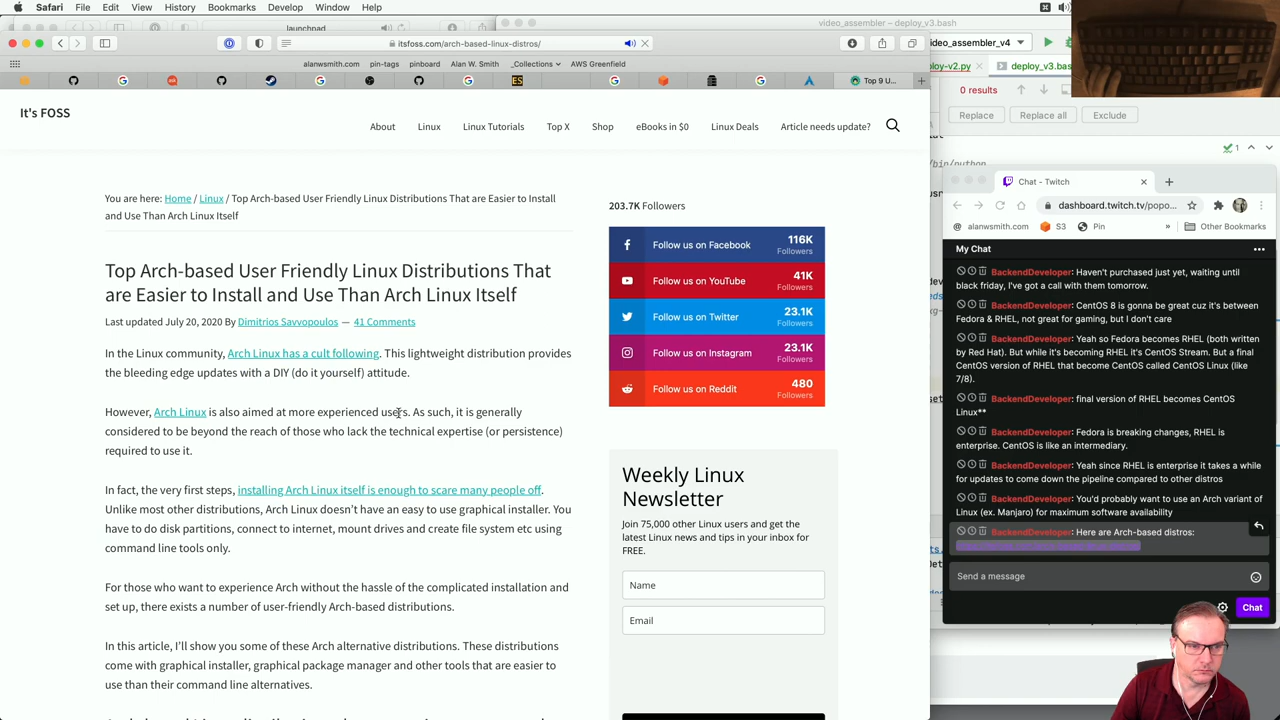 Safari File Edit View History Bookmarks Develop Window Help
launchpad
video_assembler – deploy_v3.bash
itsfoss.com/arch-based-linux-distros/
video_assembler_v4
alanwsmith.com pin-tags pinboard Alan W. Smith _Collections AWS Greenfield
Top 9 U...
deploy_v3.bas
0 results
Replace Replace all Exclude
It's FOSS
About Linux Linux Tutorials Top X Shop eBooks in $0 Linux Deals Article needs update?
You are here: Home / Linux / Top Arch-based User Friendly Linux Distributions That are Easier to Install
and Use Than Arch Linux Itself
Top Arch-based User Friendly Linux Distributions That
are Easier to Install and Use Than Arch Linux Itself
Last updated July 20, 2020 By Dimitrios Savvopoulos — 41 Comments
In the Linux community, Arch Linux has a cult following. This lightweight distribution provides
the bleeding edge updates with a DIY (do it yourself) attitude.
However, Arch Linux is also aimed at more experienced users. As such, it is generally
considered to be beyond the reach of those who lack the technical expertise (or persistence)
required to use it.
In fact, the very first steps, installing Arch Linux itself is enough to scare many people off.
Unlike most other distributions, Arch Linux doesn't have an easy to use graphical installer. You
have to do disk partitions, connect to internet, mount drives and create file system etc using
command line tools only.
For those who want to experience Arch without the hassle of the complicated installation and
set up, there exists a number of user-friendly Arch-based distributions.
In this article, I'll show you some of these Arch alternative distributions. These distributions
come with graphical installer, graphical package manager and other tools that are easier to
use than their command line alternatives.
203.7K Followers
Follow us on Facebook 116K Followers
Follow us on YouTube 41K Followers
Follow us on Twitter 23.1K Followers
Follow us on Instagram 23.1K Followers
Follow us on Reddit 480 Followers
Weekly Linux
Newsletter
Join 75,000 other Linux users and get the
latest Linux news and tips in your inbox for
FREE.
Name
Email
Chat - Twitch
dashboard.twitch.tv/popo...
alanwsmith.com S3 Pin » Other Bookmarks
My Chat
BackendDeveloper: Haven't purchased just yet, waiting until
black friday, I've got a call with them tomorrow.
BackendDeveloper: CentOS 8 is gonna be great cuz it's between
Fedora & RHEL, not great for gaming, but I don't care
BackendDeveloper: Yeah so Fedora becomes RHEL (both written
by Red Hat). But while it's becoming RHEL it's CentOS Stream. But a final
CentOS version of RHEL that become CentOS called CentOS Linux (like
7/8).
BackendDeveloper: final version of RHEL becomes CentOS
Linux**
BackendDeveloper: Fedora is breaking changes, RHEL is
enterprise. CentOS is like an intermediary.
BackendDeveloper: Yeah since RHEL is enterprise it takes a while
for updates to come down the pipeline compared to other distros
BackendDeveloper: You'd probably want to use an Arch variant of
Linux (ex. Manjaro) for maximum software availability
BackendDeveloper: Here are Arch-based distros:
Send a message
Chat